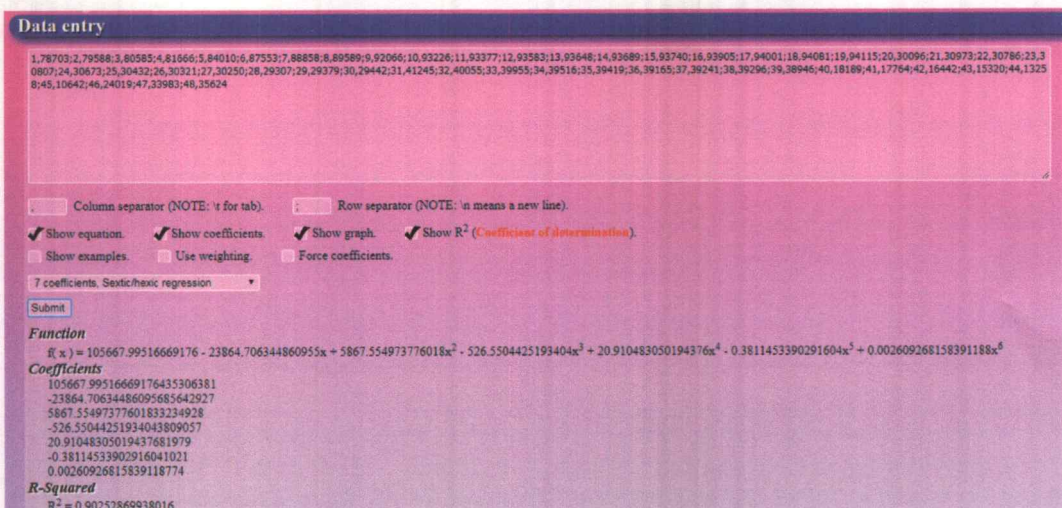 Data entry
1,78703;2,79588;3,80585;4,81666;5,84010;6,87553;7,88858;8,89589;9,92066;10,93226;11,93377;12,93583;13,93648;14,93689;15,93740;16,93905;17,94001;18,94081;19,94115;20,30096;21,30973;22,30786;23,3
0807;24,30673;25,30432;26,30321;27,30250;28,29307;29,29379;30,29442;31,41245;32,40055;33,39955;34,39516;35,39419;36,39165;37,39241;38,39296;39,38946;40,18189;41,17764;42,16442;43,15320;44,1325
8;45,10642;46,24019;47,33983;48,35624
, Column separator (NOTE: \t for tab). ; Row separator (NOTE: \n means a new line).
Show equation. Show coefficients. Show graph. Show R² (Coefficient of determination).
Show examples. Use weighting. Force coefficients.
7 coefficients, Sextic/hexic regression
Submit
Function
f( x ) = 105667.99516669176 - 23864.706344860955x + 5867.554973776018x² - 526.5504425193404x³ + 20.910483050194376x⁴ - 0.3811453390291604x⁵ + 0.002609268158391188x⁶
Coefficients
105667.99516669176435306381
-23864.70634486095685642927
5867.55497377601833234928
-526.55044251934043809057
20.91048305019437681979
-0.38114533902916041021
0.00260926815839118774
R-Squared
R² = 0.90252869938016